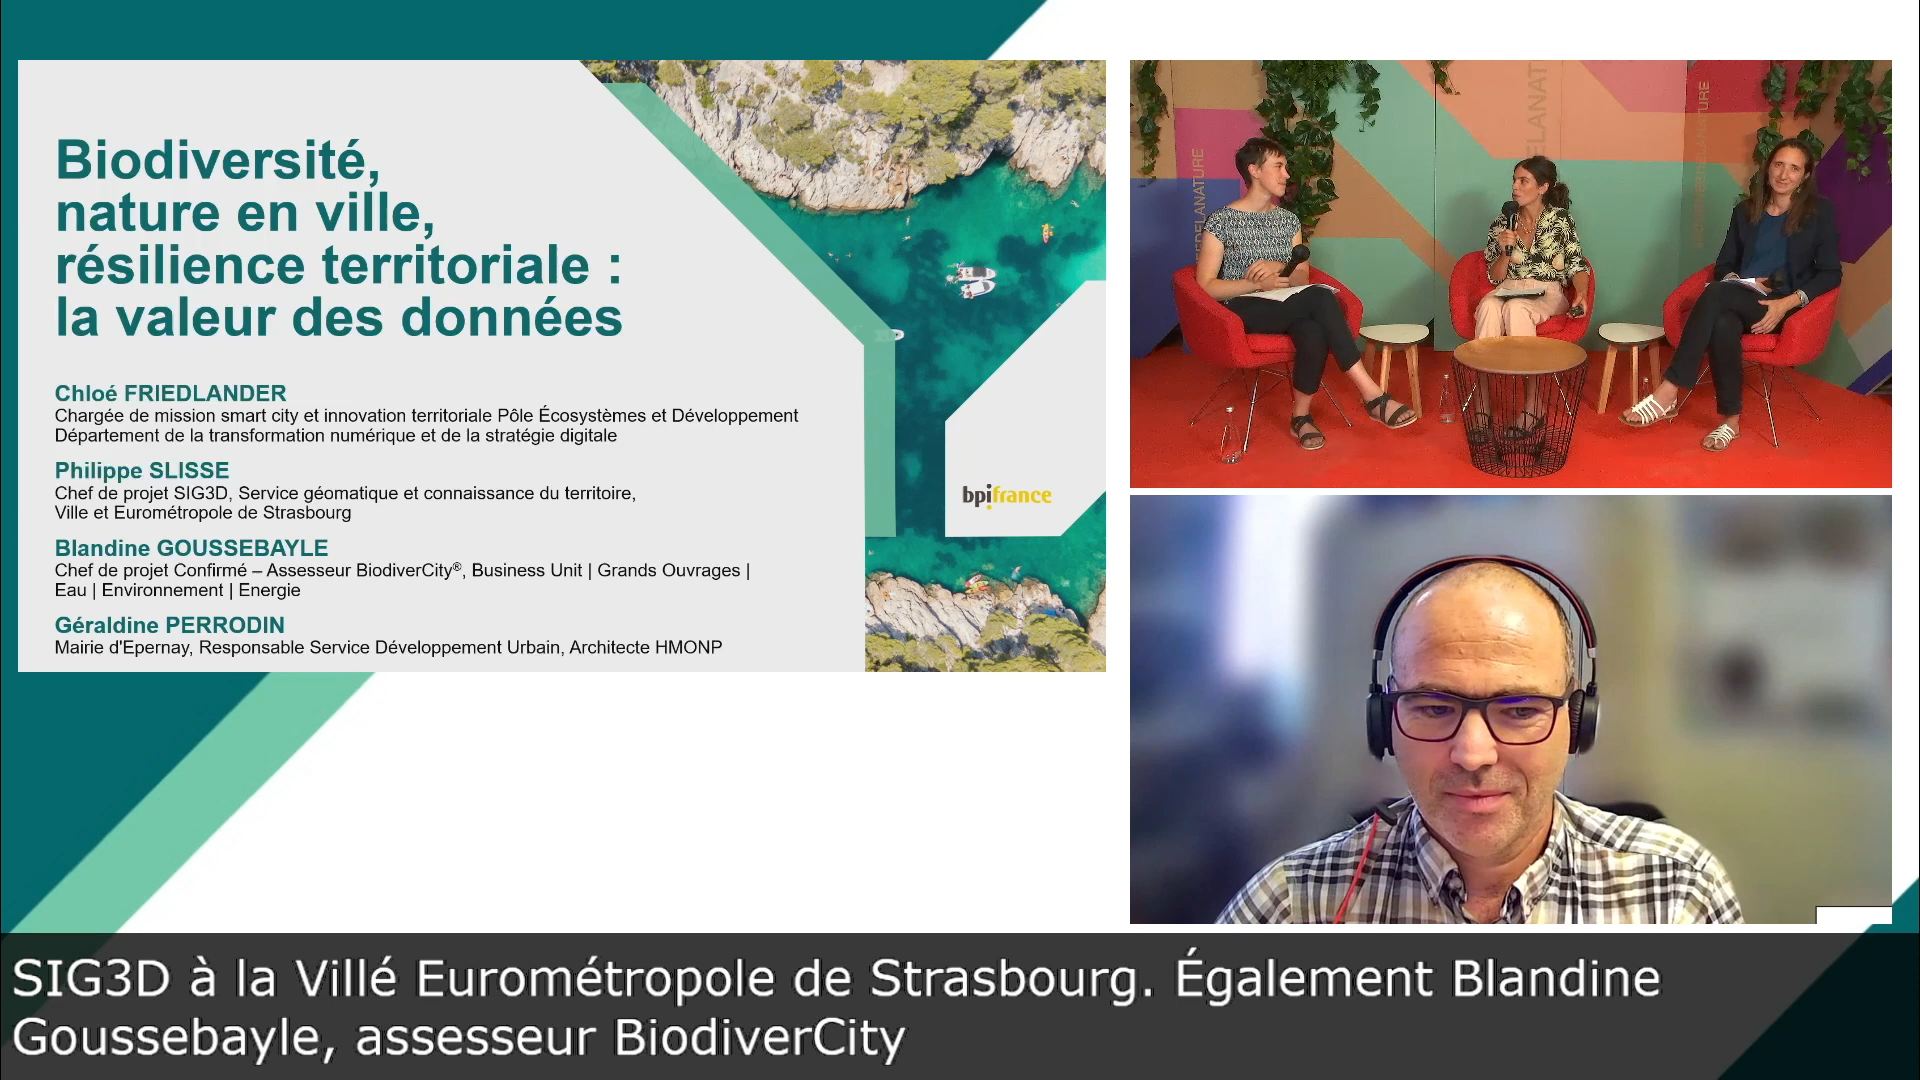 Biodiversité,
nature en ville,
résilience territoriale :
la valeur des données
Chloé FRIEDLANDER
Chargée de mission smart city et innovation territoriale Pôle Écosystèmes et Développement
Département de la transformation numérique et de la stratégie digitale
Philippe SLISSE
Chef de projet SIG3D, Service géomatique et connaissance du territoire,
Ville et Eurométropole de Strasbourg
Blandine GOUSSEBAYLE
Chef de projet Confirmé – Assesseur BiodiverCity®, Business Unit | Grands Ouvrages |
Eau | Environnement | Energie
Géraldine PERRODIN
Mairie d'Epernay, Responsable Service Développement Urbain, Architecte HMONP
bpifrance
SIG3D à la Villé Eurométropole de Strasbourg. Également Blandine
Goussebayle, assesseur BiodiverCity